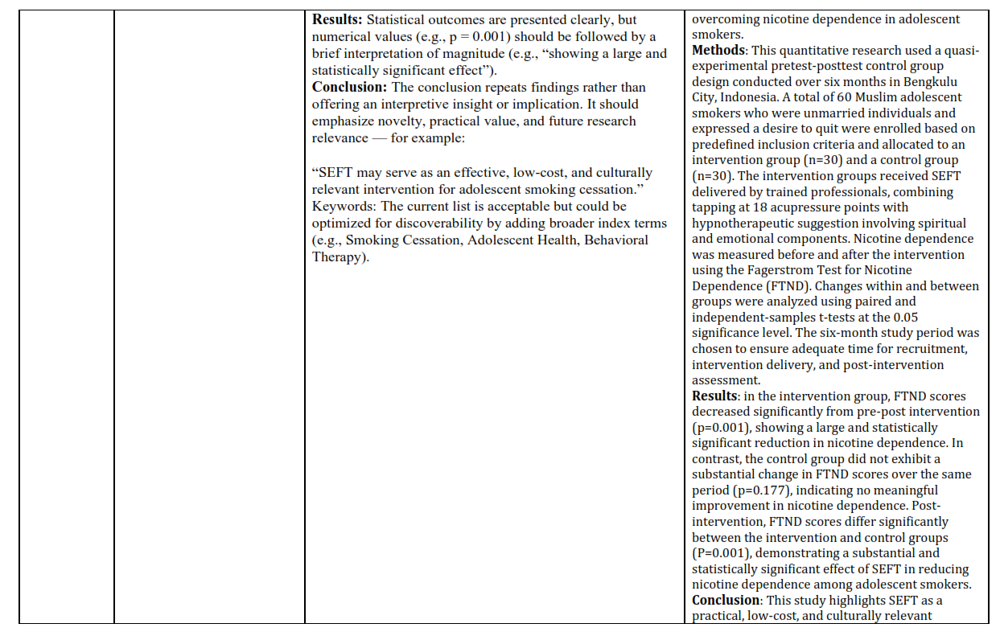 Results: Statistical outcomes are presented clearly, but
numerical values (e.g., p = 0.001) should be followed by a
brief interpretation of magnitude (e.g., “showing a large and
statistically significant effect”).
Conclusion: The conclusion repeats findings rather than
offering an interpretive insight or implication. It should
emphasize novelty, practical value, and future research
relevance — for example:
“SEFT may serve as an effective, low-cost, and culturally
relevant intervention for adolescent smoking cessation.”
Keywords: The current list is acceptable but could be
optimized for discoverability by adding broader index terms
(e.g., Smoking Cessation, Adolescent Health, Behavioral
Therapy).
overcoming nicotine dependence in adolescent
smokers.
Methods: This quantitative research used a quasi-
experimental pretest-posttest control group
design conducted over six months in Bengkulu
City, Indonesia. A total of 60 Muslim adolescent
smokers who were unmarried individuals and
expressed a desire to quit were enrolled based on
predefined inclusion criteria and allocated to an
intervention group (n=30) and a control group
(n=30). The intervention groups received SEFT
delivered by trained professionals, combining
tapping at 18 acupressure points with
hypnotherapeutic suggestion involving spiritual
and emotional components. Nicotine dependence
was measured before and after the intervention
using the Fagerstrom Test for Nicotine
Dependence (FTND). Changes within and between
groups were analyzed using paired and
independent-samples t-tests at the 0.05
significance level. The six-month study period was
chosen to ensure adequate time for recruitment,
intervention delivery, and post-intervention
assessment.
Results: in the intervention group, FTND scores
decreased significantly from pre-post intervention
(p=0.001), showing a large and statistically
significant reduction in nicotine dependence. In
contrast, the control group did not exhibit a
substantial change in FTND scores over the same
period (p=0.177), indicating no meaningful
improvement in nicotine dependence. Post-
intervention, FTND scores differ significantly
between the intervention and control groups
(P=0.001), demonstrating a substantial and
statistically significant effect of SEFT in reducing
nicotine dependence among adolescent smokers.
Conclusion: This study highlights SEFT as a
practical, low-cost, and culturally relevant